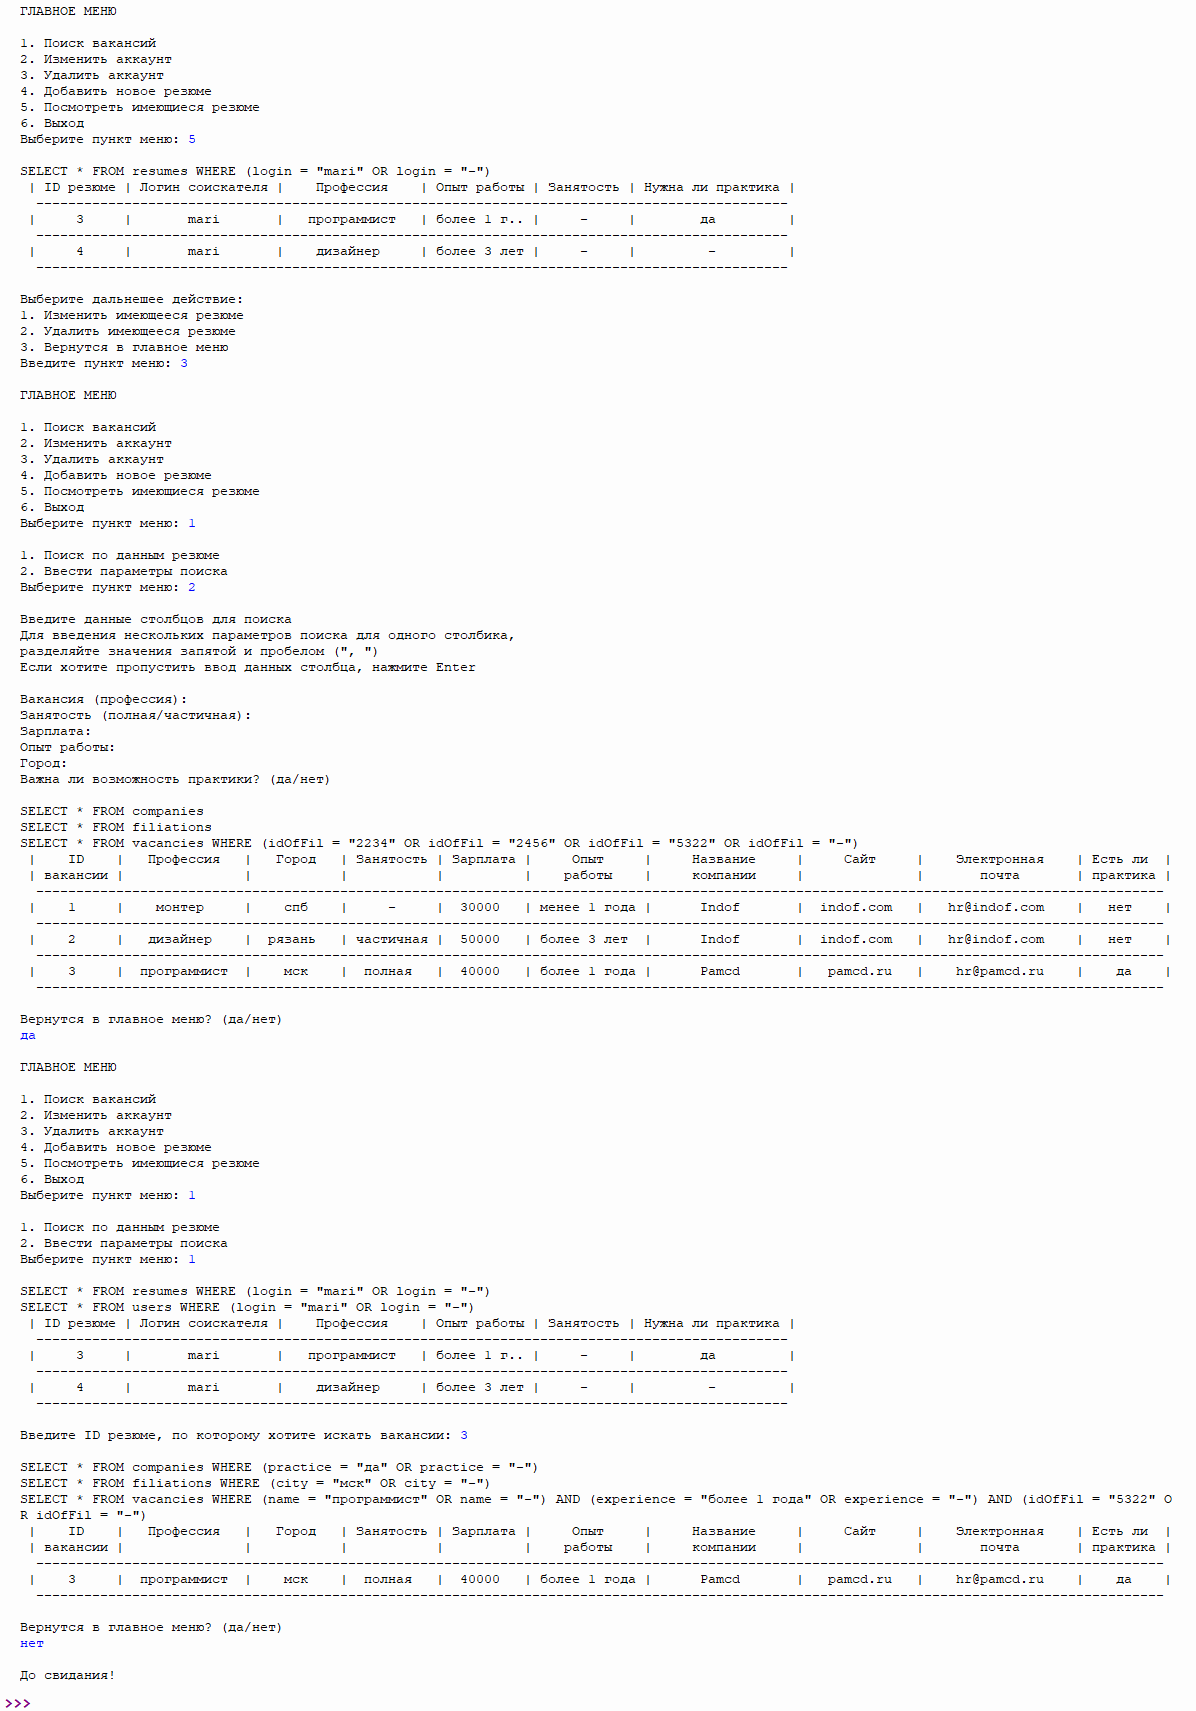 ГЛАВНОЕ МЕНЮ
1. Поиск вакансий
2. Изменить аккаунт
3. Удалить аккаунт
4. Добавить новое резюме
5. Посмотреть имеющиеся резюме
6. Выход
Выберите пункт меню: 5
SELECT * FROM resumes WHERE (login = "mari" OR login = "-")
| ID резюме | Логин соискателя | Профессия | Опыт работы | Занятость | Нужна ли практика |
----------------------------------------------------------------------------------------------
| 3 | mari | программист | более 1 г.. | - | да |
----------------------------------------------------------------------------------------------
| 4 | mari | дизайнер | более 3 лет | - | - |
----------------------------------------------------------------------------------------------
Выберите дальнешее действие:
1. Изменить имеющееся резюме
2. Удалить имеющееся резюме
3. Вернутся в главное меню
Введите пункт меню: 3
ГЛАВНОЕ МЕНЮ
1. Поиск вакансий
2. Изменить аккаунт
3. Удалить аккаунт
4. Добавить новое резюме
5. Посмотреть имеющиеся резюме
6. Выход
Выберите пункт меню: 1
1. Поиск по данным резюме
2. Ввести параметры поиска
Выберите пункт меню: 2
Введите данные столбцов для поиска
Для введения нескольких параметров поиска для одного столбика,
разделяйте значения запятой и пробелом (", ")
Если хотите пропустить ввод данных столбца, нажмите Enter
Вакансия (профессия):
Занятость (полная/частичная):
Зарплата:
Опыт работы:
Город:
Важна ли возможность практики? (да/нет)
SELECT * FROM companies
SELECT * FROM filiations
SELECT * FROM vacancies WHERE (idOfFil = "2234" OR idOfFil = "2456" OR idOfFil = "5322" OR idOfFil = "-")
| ID | Профессия | Город | Занятость | Зарплата | Опыт | Название | Сайт | Электронная | Есть ли |
| вакансии | | | | | работы | компании | | почта | практика |
---------------------------------------------------------------------------------------------------------------------------------------------
| 1 | монтер | спб | - | 30000 | менее 1 года | Indof | indof.com | hr@indof.com | нет |
---------------------------------------------------------------------------------------------------------------------------------------------
| 2 | дизайнер | рязань | частичная | 50000 | более 3 лет | Indof | indof.com | hr@indof.com | нет |
---------------------------------------------------------------------------------------------------------------------------------------------
| 3 | программист | мск | полная | 40000 | более 1 года | Pamcd | pamcd.ru | hr@pamcd.ru | да |
---------------------------------------------------------------------------------------------------------------------------------------------
Вернутся в главное меню? (да/нет)
да
ГЛАВНОЕ МЕНЮ
1. Поиск вакансий
2. Изменить аккаунт
3. Удалить аккаунт
4. Добавить новое резюме
5. Посмотреть имеющиеся резюме
6. Выход
Выберите пункт меню: 1
1. Поиск по данным резюме
2. Ввести параметры поиска
Выберите пункт меню: 1
SELECT * FROM resumes WHERE (login = "mari" OR login = "-")
SELECT * FROM users WHERE (login = "mari" OR login = "-")
| ID резюме | Логин соискателя | Профессия | Опыт работы | Занятость | Нужна ли практика |
----------------------------------------------------------------------------------------------
| 3 | mari | программист | более 1 г.. | - | да |
----------------------------------------------------------------------------------------------
| 4 | mari | дизайнер | более 3 лет | - | - |
----------------------------------------------------------------------------------------------
Введите ID резюме, по которому хотите искать вакансии: 3
SELECT * FROM companies WHERE (practice = "да" OR practice = "-")
SELECT * FROM filiations WHERE (city = "мск" OR city = "-")
SELECT * FROM vacancies WHERE (name = "программист" OR name = "-") AND (experience = "более 1 года" OR experience = "-") AND (idOfFil = "5322" O
R idOfFil = "-")
| ID | Профессия | Город | Занятость | Зарплата | Опыт | Название | Сайт | Электронная | Есть ли |
| вакансии | | | | | работы | компании | | почта | практика |
---------------------------------------------------------------------------------------------------------------------------------------------
| 3 | программист | мск | полная | 40000 | более 1 года | Pamcd | pamcd.ru | hr@pamcd.ru | да |
---------------------------------------------------------------------------------------------------------------------------------------------
Вернутся в главное меню? (да/нет)
нет
До свидания!
>>>